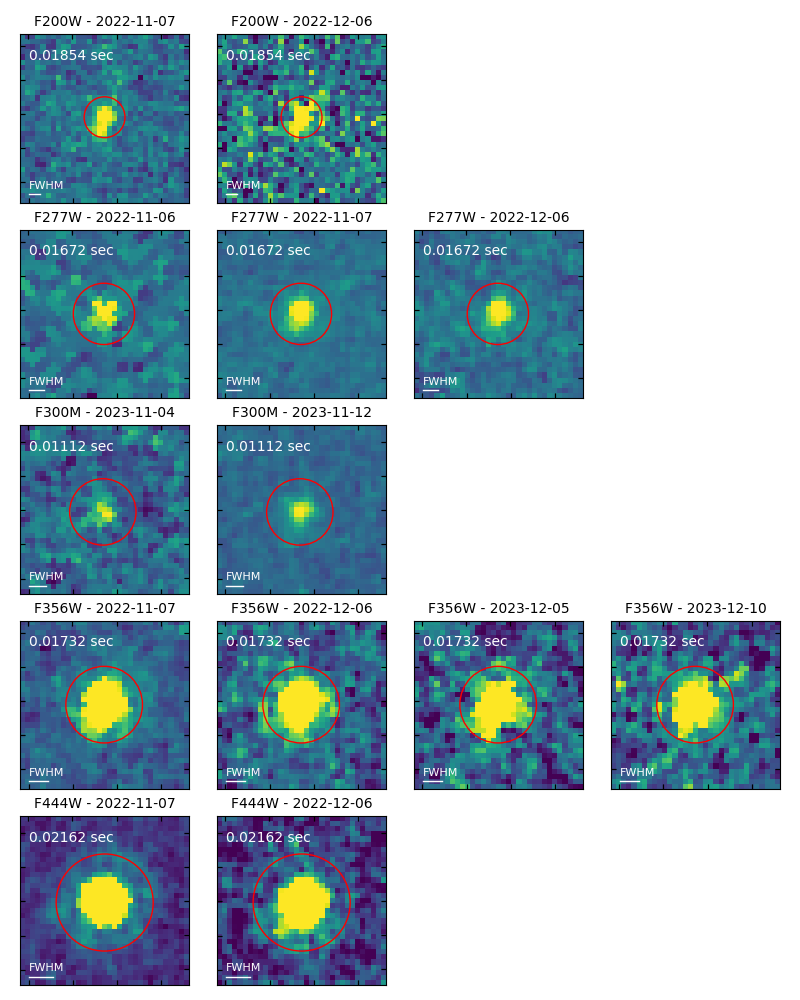 F200W - 2022-11-07
F200W - 2022-12-06
0.01854 sec
0.01854 sec
FWHM
FWHM
F277W - 2022-11-06
F277W - 2022-11-07
F277W - 2022-12-06
0.01672 sec
0.01672 sec
0.01672 sec
FWHM
FWHM
FWHM
F300M - 2023-11-04
F300M - 2023-11-12
0.01112 sec
0.01112 sec
FWHM
FWHM
F356W - 2022-11-07
F356W - 2022-12-06
F356W - 2023-12-05
F356W - 2023-12-10
0.01732 sec
0.01732 sec
0.01732 sec
0.01732 sec
FWHM
FWHM
FWHM
FWHM
F444W - 2022-11-07
F444W - 2022-12-06
0.02162 sec
0.02162 sec
FWHM
FWHM